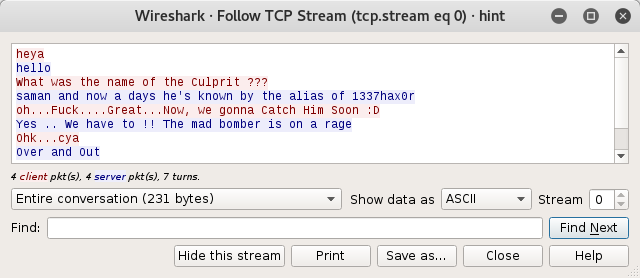 Wireshark · Follow TCP Stream (tcp.stream eq 0) · hint
heya
hello
What was the name of the Culprit ???
saman and now a days he's known by the alias of 1337hax0r
oh...Fuck....Great...Now, we gonna Catch Him Soon :D
Yes .. We have to !! The mad bomber is on a rage
Ohk...cya
Over and Out
4 client pkt(s), 4 server pkt(s), 7 turns.
Entire conversation (231 bytes) Show data as ASCII Stream 0
Find: Find Next
Hide this stream Print Save as... Close Help